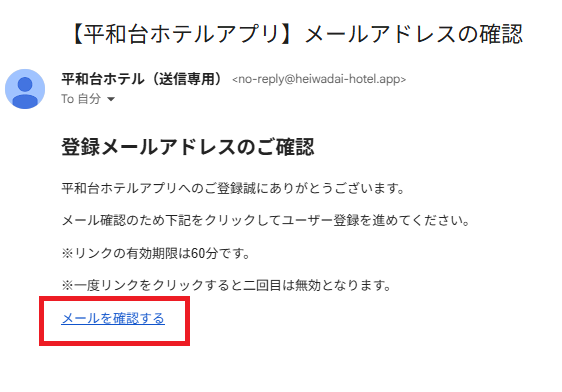 【平和台ホテルアプリ】メールアドレスの確認
平和台ホテル（送信専用） <no-reply@heiwadai-hotel.app>
To 自分
登録メールアドレスのご確認
平和台ホテルアプリへのご登録誠にありがとうございます。
メール確認のため下記をクリックしてユーザー登録を進めてください。
※リンクの有効期限は60分です。
※一度リンクをクリックすると二回目は無効となります。
メールを確認する